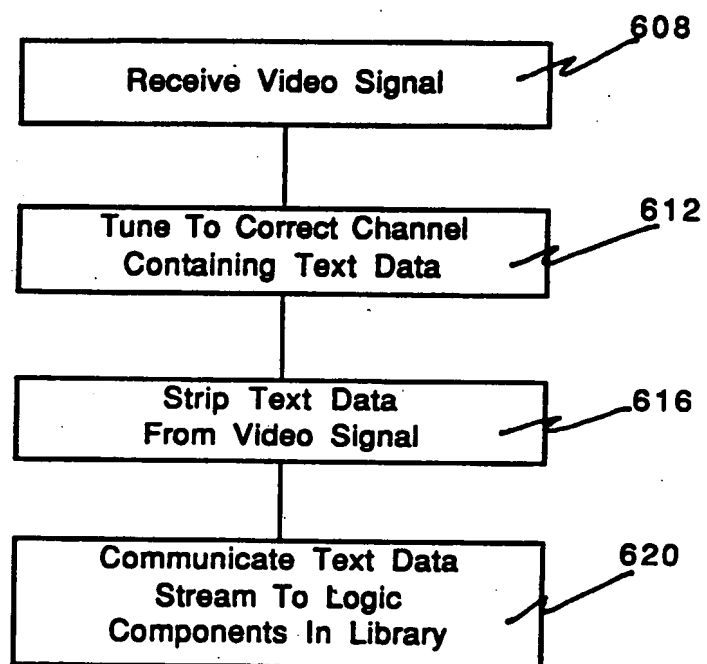 608
Receive Video Signal
612
Tune To Correct Channel
Containing Text Data
616
Strip Text Data
From Video Signal
620
Communicate Text Data
Stream To Logic
Components In Library